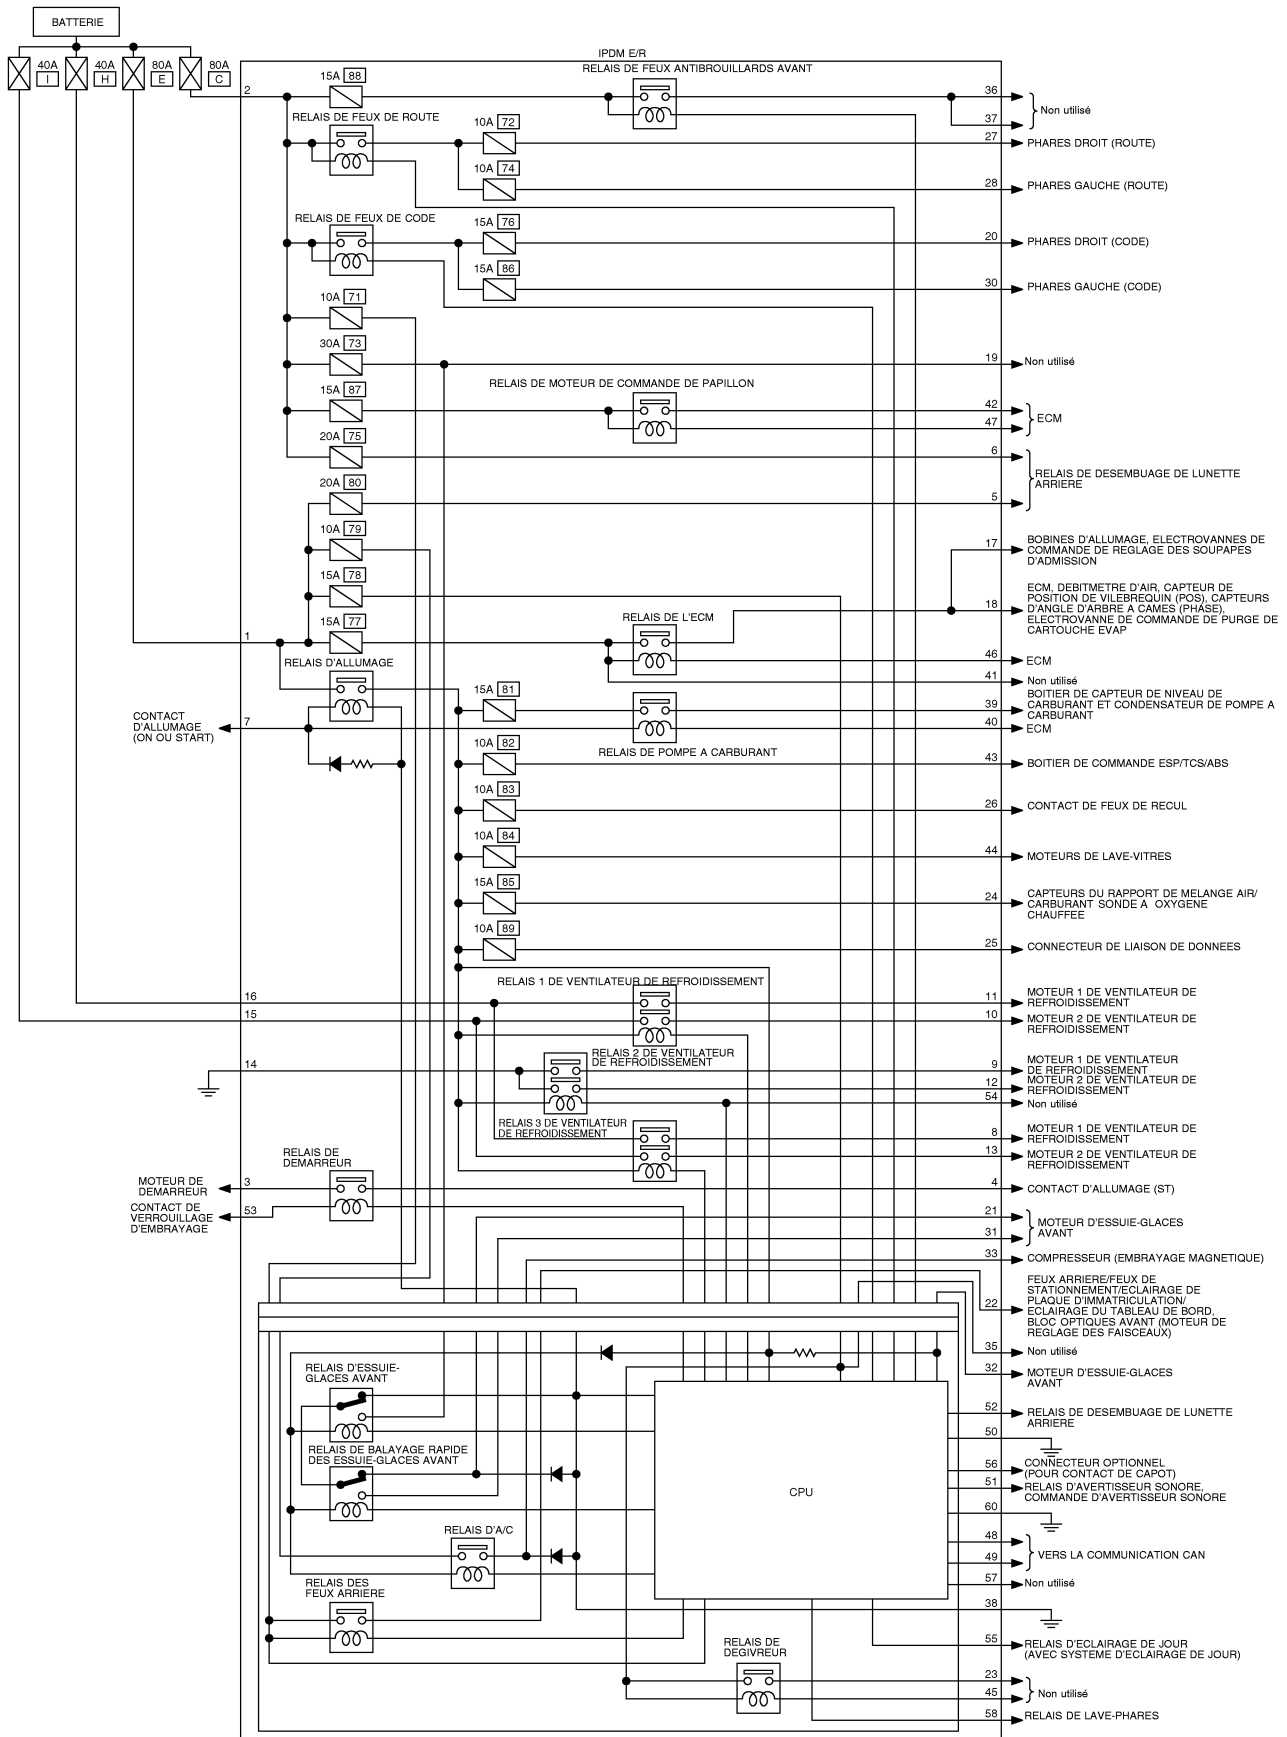 BATTERIE
40A
I
40A
H
80A
E
80A
C
IPDM E/R
RELAIS DE FEUX ANTIBROUILLARDS AVANT
15A 88
2
36
37
Non utilisé
RELAIS DE FEUX DE ROUTE
10A 72
27
PHARES DROIT (ROUTE)
10A 74
28
PHARES GAUCHE (ROUTE)
RELAIS DE FEUX DE CODE
15A 76
20
PHARES DROIT (CODE)
15A 86
30
PHARES GAUCHE (CODE)
10A 71
30A 73
19
Non utilisé
RELAIS DE MOTEUR DE COMMANDE DE PAPILLON
15A 87
42
47
ECM
20A 75
6
RELAIS DE DESEMBUAGE DE LUNETTE
ARRIERE
20A 80
5
10A 79
17
BOBINES D'ALLUMAGE, ELECTROVANNES DE
COMMANDE DE REGLAGE DES SOUPAPES
D'ADMISSION
15A 78
18
ECM, DEBITMETRE D'AIR, CAPTEUR DE
POSITION DE VILEBREQUIN (POS), CAPTEURS
D'ANGLE D'ARBRE A CAMES (PHASE),
ELECTROVANNE DE COMMANDE DE PURGE DE
CARTOUCHE EVAP
15A 77
RELAIS DE L'ECM
1
46
ECM
41
Non utilisé
RELAIS D'ALLUMAGE
15A 81
39
BOITIER DE CAPTEUR DE NIVEAU DE
CARBURANT ET CONDENSATEUR DE POMPE A
CARBURANT
CONTACT
D'ALLUMAGE
(ON OU START)
7
40
ECM
RELAIS DE POMPE A CARBURANT
10A 82
43
BOITIER DE COMMANDE ESP/TCS/ABS
10A 83
26
CONTACT DE FEUX DE RECUL
10A 84
44
MOTEURS DE LAVE-VITRES
15A 85
24
CAPTEURS DU RAPPORT DE MELANGE AIR/
CARBURANT SONDE A OXYGENE
CHAUFFEE
10A 89
25
CONNECTEUR DE LIAISON DE DONNEES
RELAIS 1 DE VENTILATEUR DE REFROIDISSEMENT
16
11
MOTEUR 1 DE VENTILATEUR DE
REFROIDISSEMENT
15
10
MOTEUR 2 DE VENTILATEUR DE
REFROIDISSEMENT
RELAIS 2 DE VENTILATEUR
DE REFROIDISSEMENT
14
9
MOTEUR 1 DE VENTILATEUR
DE REFROIDISSEMENT
12
MOTEUR 2 DE VENTILATEUR DE
REFROIDISSEMENT
54
Non utilisé
RELAIS 3 DE VENTILATEUR
DE REFROIDISSEMENT
8
MOTEUR 1 DE VENTILATEUR DE
REFROIDISSEMENT
13
MOTEUR 2 DE VENTILATEUR DE
REFROIDISSEMENT
RELAIS DE
DEMARREUR
MOTEUR DE
DEMARREUR
3
4
CONTACT D'ALLUMAGE (ST)
CONTACT DE
VERROUILLAGE
D'EMBRAYAGE
53
21
31
MOTEUR D'ESSUIE-GLACES
AVANT
33
COMPRESSEUR (EMBRAYAGE MAGNETIQUE)
22
FEUX ARRIERE/FEUX DE
STATIONNEMENT/ECLAIRAGE DE
PLAQUE D'IMMATRICULATION/
ECLAIRAGE DU TABLEAU DE BORD,
BLOC OPTIQUES AVANT (MOTEUR DE
REGLAGE DES FAISCEAUX)
35
Non utilisé
32
MOTEUR D'ESSUIE-GLACES
AVANT
RELAIS D'ESSUIE-
GLACES AVANT
52
RELAIS DE DESEMBUAGE DE LUNETTE
ARRIERE
50
RELAIS DE BALAYAGE RAPIDE
DES ESSUIE-GLACES AVANT
56
CONNECTEUR OPTIONNEL
(POUR CONTACT DE CAPOT)
51
RELAIS D'AVERTISSEUR SONORE,
COMMANDE D'AVERTISSEUR SONORE
CPU
60
RELAIS D'A/C
48
49
VERS LA COMMUNICATION CAN
57
Non utilisé
RELAIS DES
FEUX ARRIERE
38
RELAIS DE
DEGIVREUR
55
RELAIS D'ECLAIRAGE DE JOUR
(AVEC SYSTEME D'ECLAIRAGE DE JOUR)
23
45
Non utilisé
58
RELAIS DE LAVE-PHARES